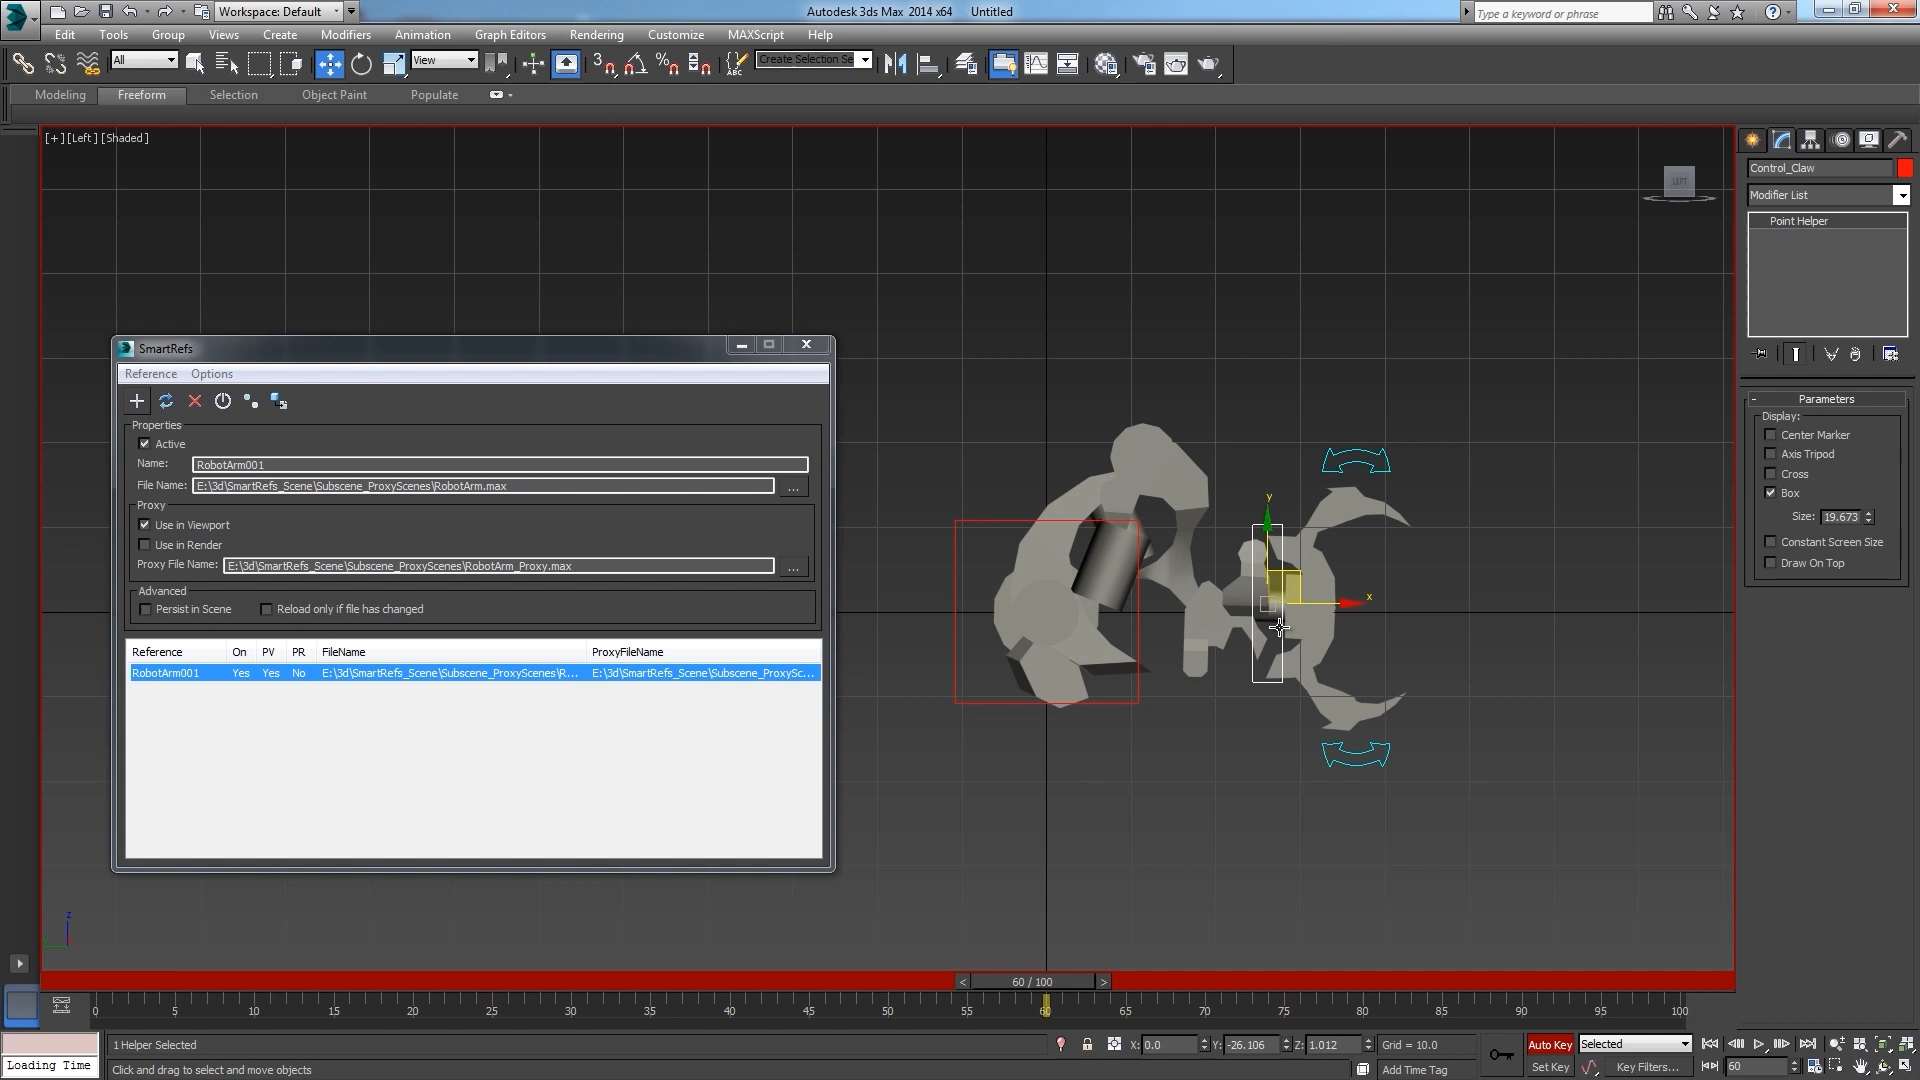 Workspace: Default
Autodesk 3ds Max 2014 x64 Untitled
Type a keyword or phrase
Edit Tools Group Views Create Modifiers Animation Graph Editors Rendering Customize MAXScript Help
All
View
3
ABC
Create Selection Se
Modeling Freeform Selection Object Paint Populate
[+][Left][Shaded]
LEFT
Control_Claw
Modifier List
Point Helper
SmartRefs
Reference Options
Properties
Active
Name: RobotArm001
File Name: E:\3d\SmartRefs_Scene\Subscene_ProxyScenes\RobotArm.max ...
Proxy
Use in Viewport
Use in Render
Proxy File Name: E:\3d\SmartRefs_Scene\Subscene_ProxyScenes\RobotArm_Proxy.max ...
Advanced
Persist in Scene Reload only if file has changed
Reference On PV PR FileName ProxyFileName
RobotArm001 Yes Yes No E:\3d\SmartRefs_Scene\Subscene_ProxyScenes\R... E:\3d\SmartRefs_Scene\Subscene_ProxySc...
y
x
z
- Parameters
Display:
Center Marker
Axis Tripod
Cross
Box
Size: 19.673
Constant Screen Size
Draw On Top
< 60 / 100 >
0 5 10 15 20 25 30 35 40 45 50 55 60 65 70 75 80 85 90 95 100
1 Helper Selected
X: 0.0 Y: -26.106 Z: 1.012 Grid = 10.0
Auto Key Selected
Loading Time
Click and drag to select and move objects
Add Time Tag
Set Key Key Filters... 60